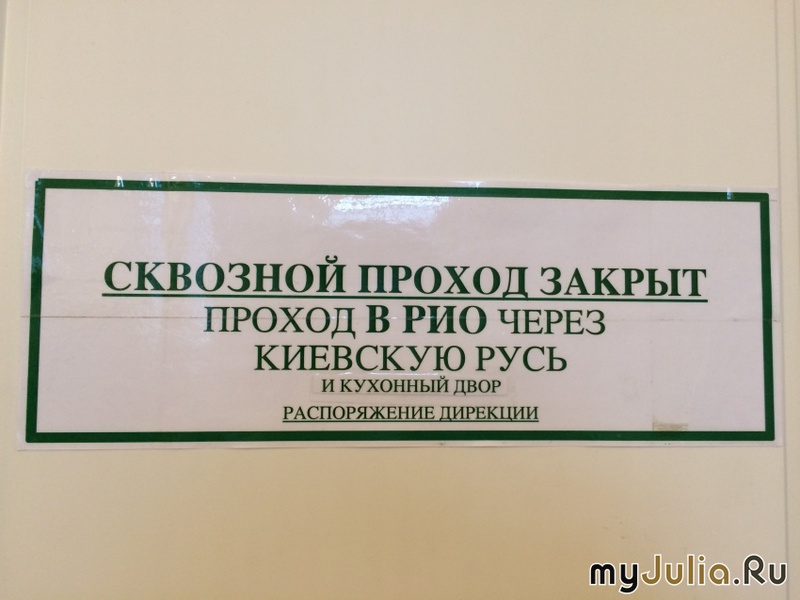 СКВОЗНОЙ ПРОХОД ЗАКРЫТ
ПРОХОД В РИО ЧЕРЕЗ
КИЕВСКУЮ РУСЬ
И КУХОННЫЙ ДВОР
РАСПОРЯЖЕНИЕ ДИРЕКЦИИ
myJulia.Ru